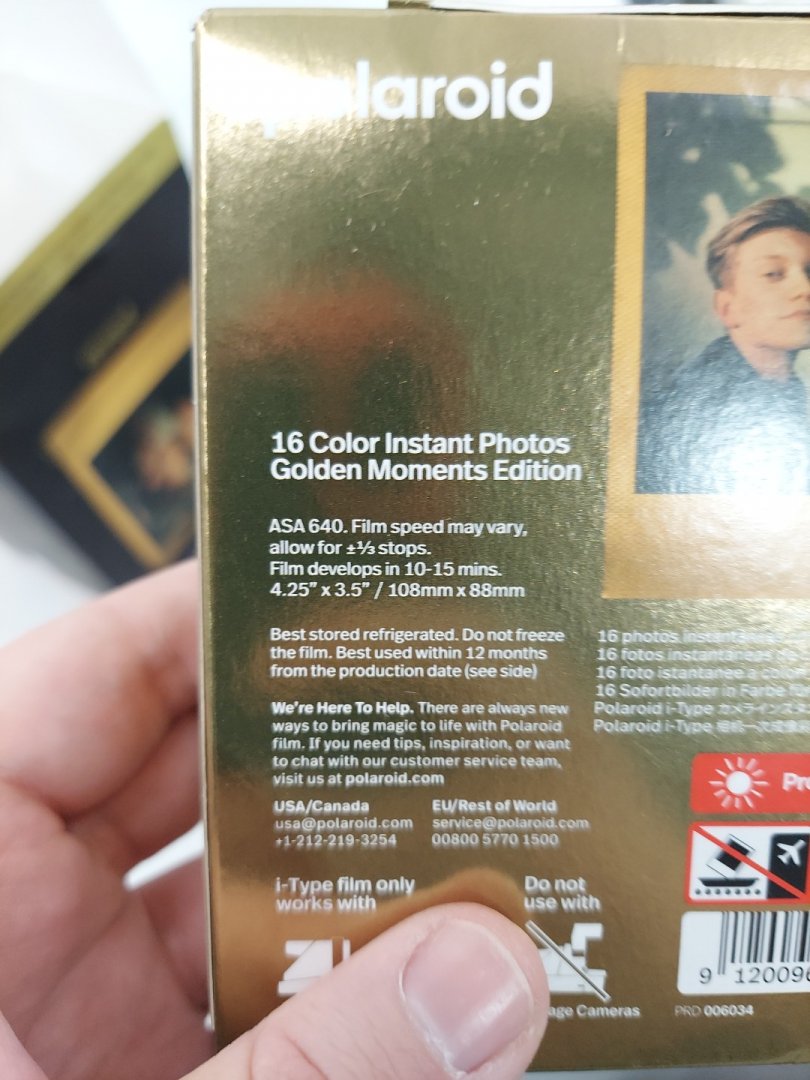 polaroid
16 Color Instant Photos
Golden Moments Edition
ASA 640. Film speed may vary,
allow for ±⅓ stops.
Film develops in 10-15 mins.
4.25” x 3.5” / 108mm x 88mm
Best stored refrigerated. Do not freeze
the film. Best used within 12 months
from the production date (see side)
We’re Here To Help. There are always new
ways to bring magic to life with Polaroid
film. If you need tips, inspiration, or want
to chat with our customer service team,
visit us at polaroid.com
USA/Canada
usa@polaroid.com
+1-212-219-3254
EU/Rest of World
service@polaroid.com
00800 5770 1500
i-Type film only
works with
Do not
use with
Cameras
16 photos
16 fotos instantáneas
16 foto istantanee a
16 Sofortbilder in Farbe
Polaroid i-Type カメラ
Polaroid i-Type 相机
9 12009
PRD 006034